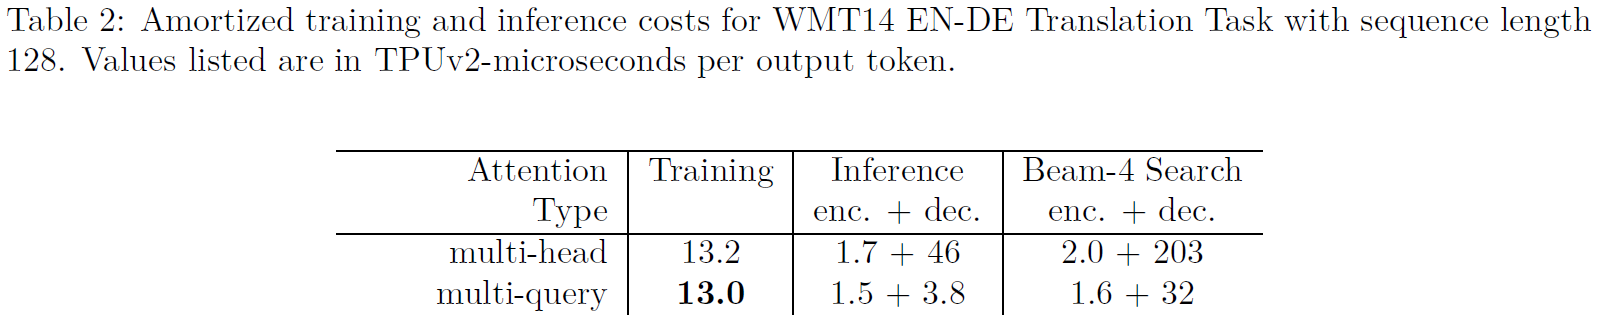 Table 2: Amortized training and inference costs for WMT14 EN-DE Translation Task with sequence length
128. Values listed are in TPUv2-microseconds per output token.
Attention Training Inference Beam-4 Search
Type enc. + dec. enc. + dec.
multi-head 13.2 1.7 + 46 2.0 + 203
multi-query 13.0 1.5 + 3.8 1.6 + 32